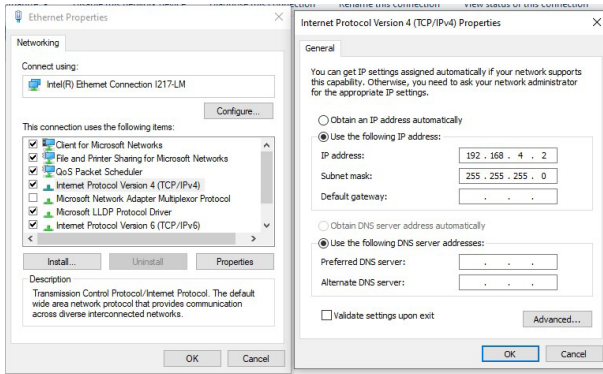 Disable this network device Diagnose this connection Rename this connection View status of this connection
Ethernet Properties
Networking
Connect using:
Intel(R) Ethernet Connection I217-LM
Configure...
This connection uses the following items:
Client for Microsoft Networks
File and Printer Sharing for Microsoft Networks
QoS Packet Scheduler
Internet Protocol Version 4 (TCP/IPv4)
Microsoft Network Adapter Multiplexor Protocol
Microsoft LLDP Protocol Driver
Internet Protocol Version 6 (TCP/IPv6)
Install... Uninstall Properties
Description
Transmission Control Protocol/Internet Protocol. The default
wide area network protocol that provides communication
across diverse interconnected networks.
OK Cancel
Internet Protocol Version 4 (TCP/IPv4) Properties
General
You can get IP settings assigned automatically if your network supports
this capability. Otherwise, you need to ask your network administrator
for the appropriate IP settings.
Obtain an IP address automatically
Use the following IP address:
IP address: 192 . 168 . 4 . 2
Subnet mask: 255 . 255 . 255 . 0
Default gateway: . . .
Obtain DNS server address automatically
Use the following DNS server addresses:
Preferred DNS server: . . .
Alternate DNS server: . . .
Validate settings upon exit
Advanced...
OK Cancel